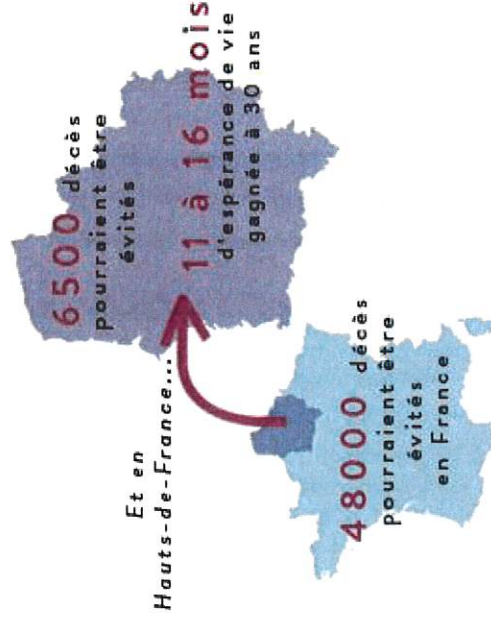 Et en
Hauts-de-France...
6500 décès
pourraient être
évités
11 à 16 mois
d'espérance de vie
gagnée à 30 ans
48000 décès
pourraient être
évités
en France